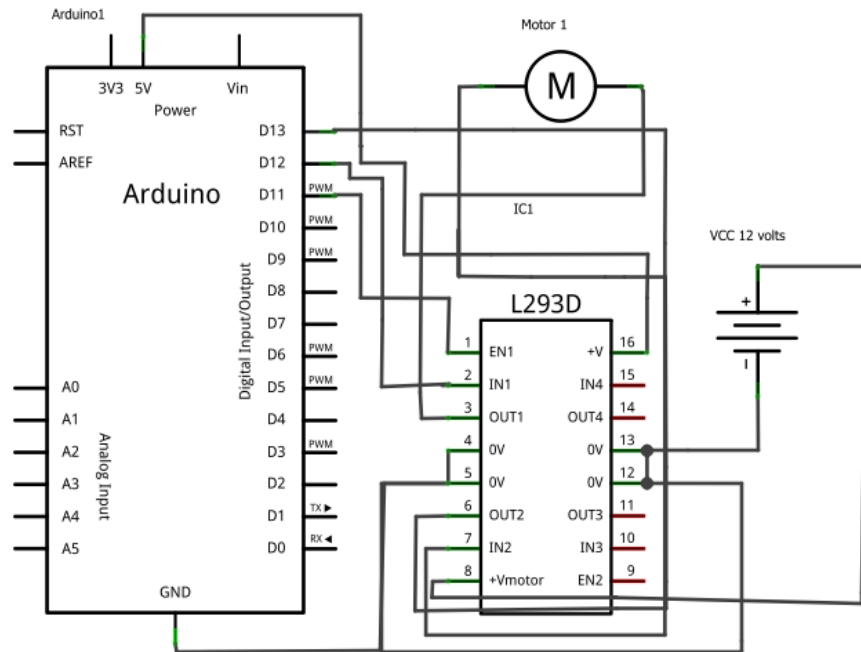 Arduino1
Motor 1
3V3 5V Vin
Power
M
RST D13
AREF D12
Arduino
D11 PWM
IC1
D10 PWM
VCC 12 volts
D9 PWM
D8
+
L293D
D7
1 EN1 +V 16
D6 PWM
–
2 IN1 IN4 15
A0 D5 PWM
3 OUT1 OUT4 14
A1 D4
4 0V 0V 13
A2 D3 PWM
5 0V 0V 12
A3 D2
6 OUT2 OUT3 11
A4 D1 TX ▶
7 IN2 IN3 10
A5 D0 RX ◀
8 +Vmotor EN2 9
Digital Input/Output
Analog Input
GND